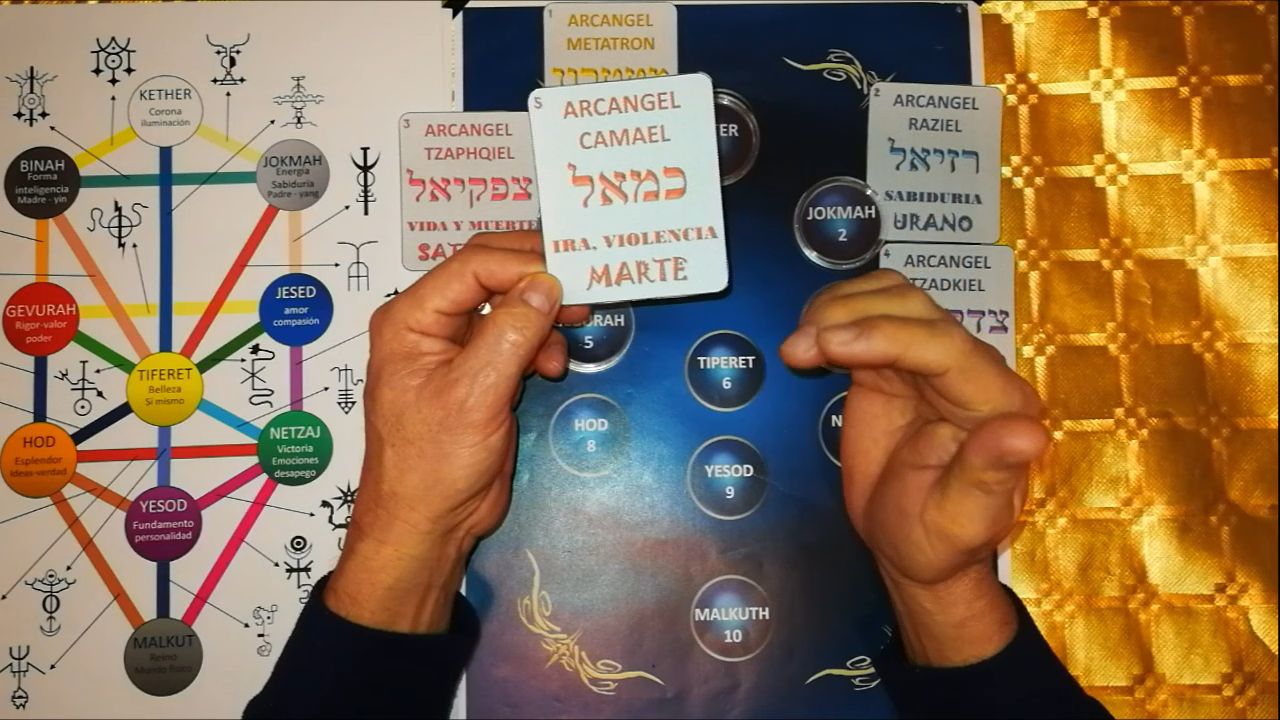 KETHER
Corona
iluminación
BINAH
Forma
inteligencia
Madre - yin
JOKMAH
Energía
Sabiduria
Padre - yang
GEVURAH
Rigor-valor
poder
JESED
amor
compasión
TIFERET
Belleza
Sí mismo
HOD
Esplendor
Ideas-verdad
NETZAJ
Victoria
Emociones
desapego
YESOD
Fundamento
personalidad
MALKUT
Reino
1
ARCANGEL
METATRON
מטטרון
3
ARCANGEL
TZAPHQIEL
צפקיאל
VIDA Y MUERTE
5
ARCANGEL
CAMAEL
כמאל
IRA. VIOLENCIA
MARTE
2
ARCANGEL
RAZIEL
רזיאל
SABIDURIA
URANO
4
ARCANGEL
TZADKIEL
JOKMAH
2
5
TIPERET
6
HOD
8
YESOD
9
MALKUTH
10